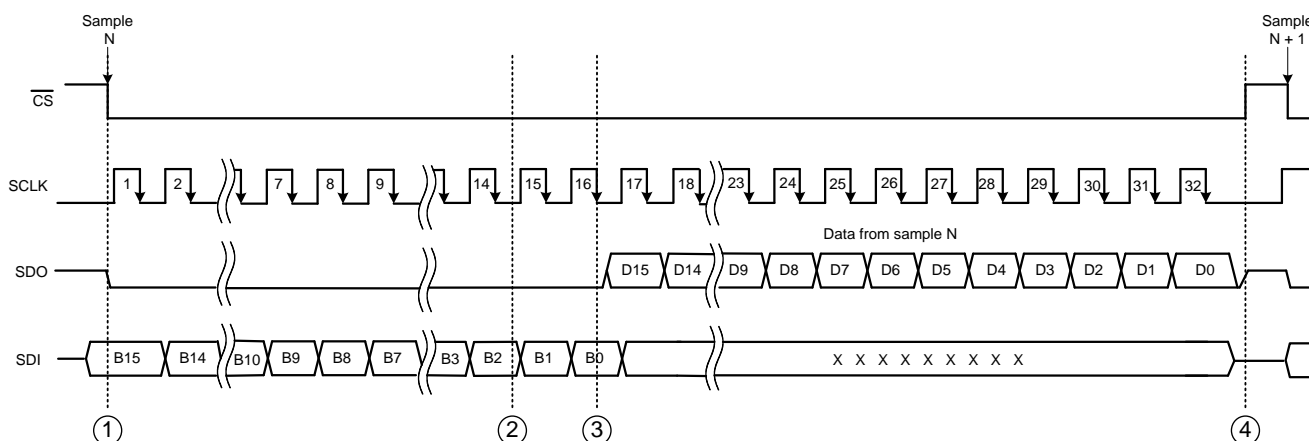 Sample
N
Sample
N + 1
CS
SCLK
1 2 7 8 9 14 15 16 17 18 23 24 25 26 27 28 29 30 31 32
Data from sample N
SDO
D15 D14 D9 D8 D7 D6 D5 D4 D3 D2 D1 D0
SDI
B15 B14 B10 B9 B8 B7 B3 B2 B1 B0 X X X X X X X X X
1 2 3 4